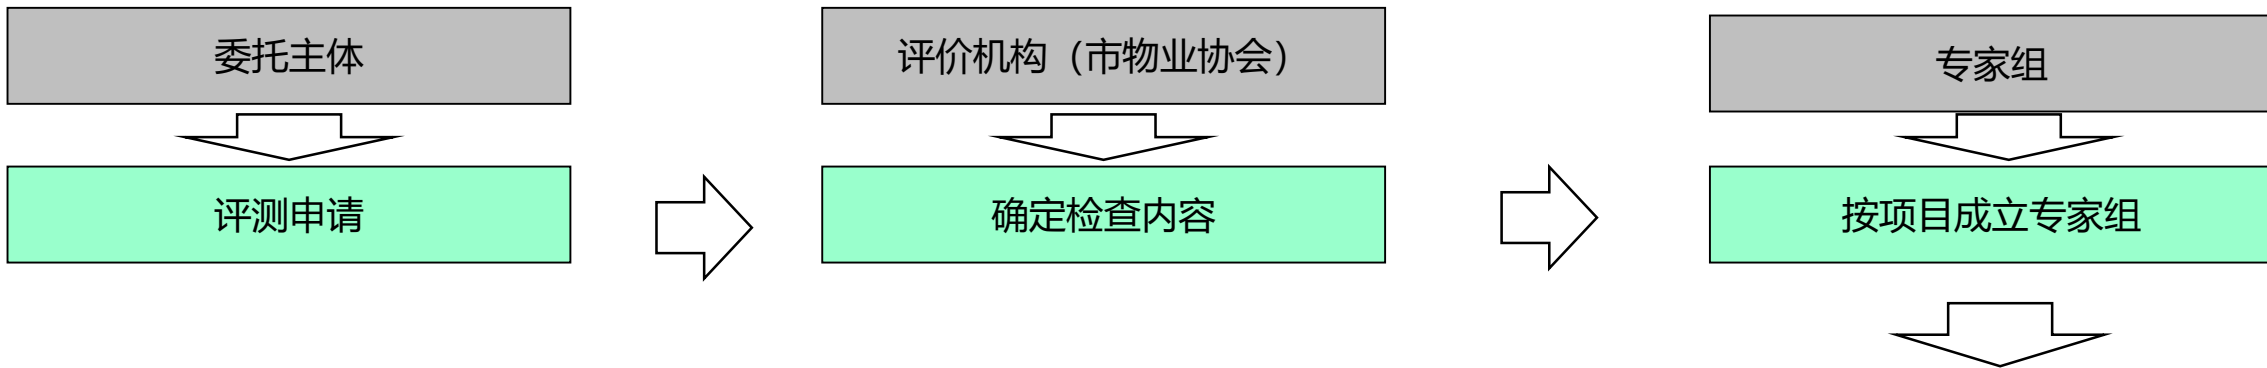 委托主体
评价机构（市物业协会）
专家组
评测申请
确定检查内容
按项目成立专家组